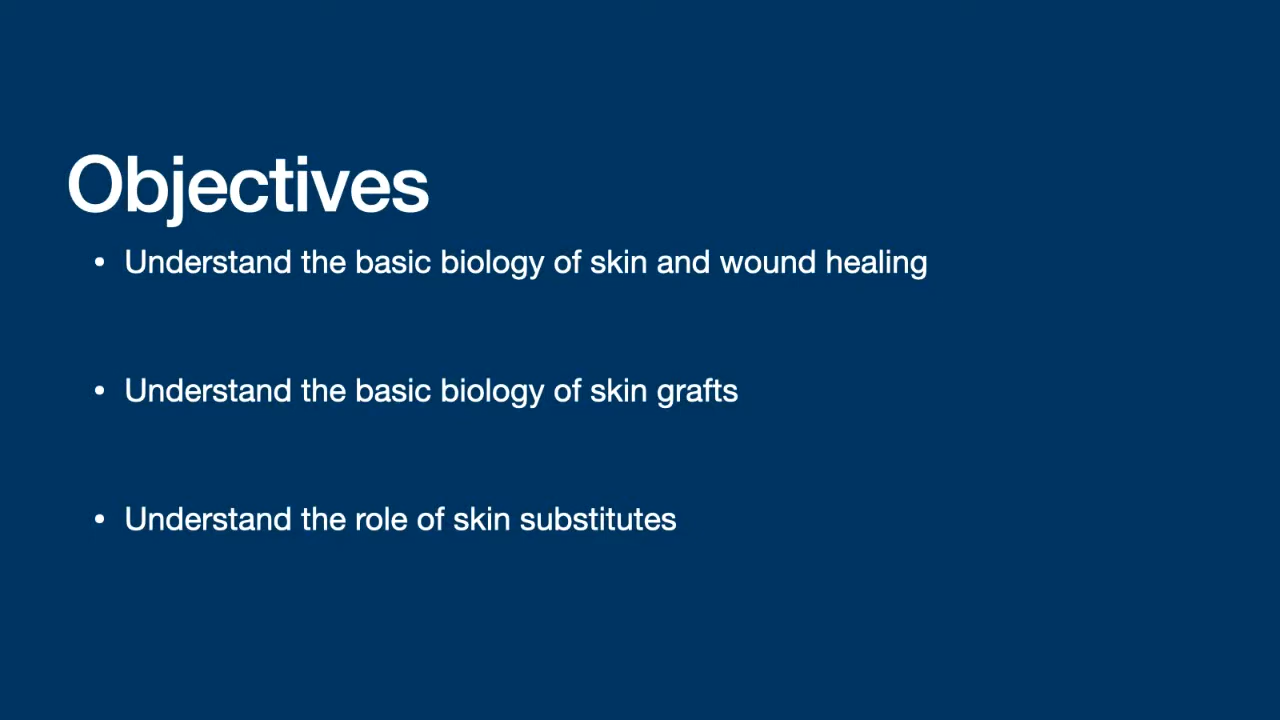 Objectives
• Understand the basic biology of skin and wound healing
• Understand the basic biology of skin grafts
• Understand the role of skin substitutes